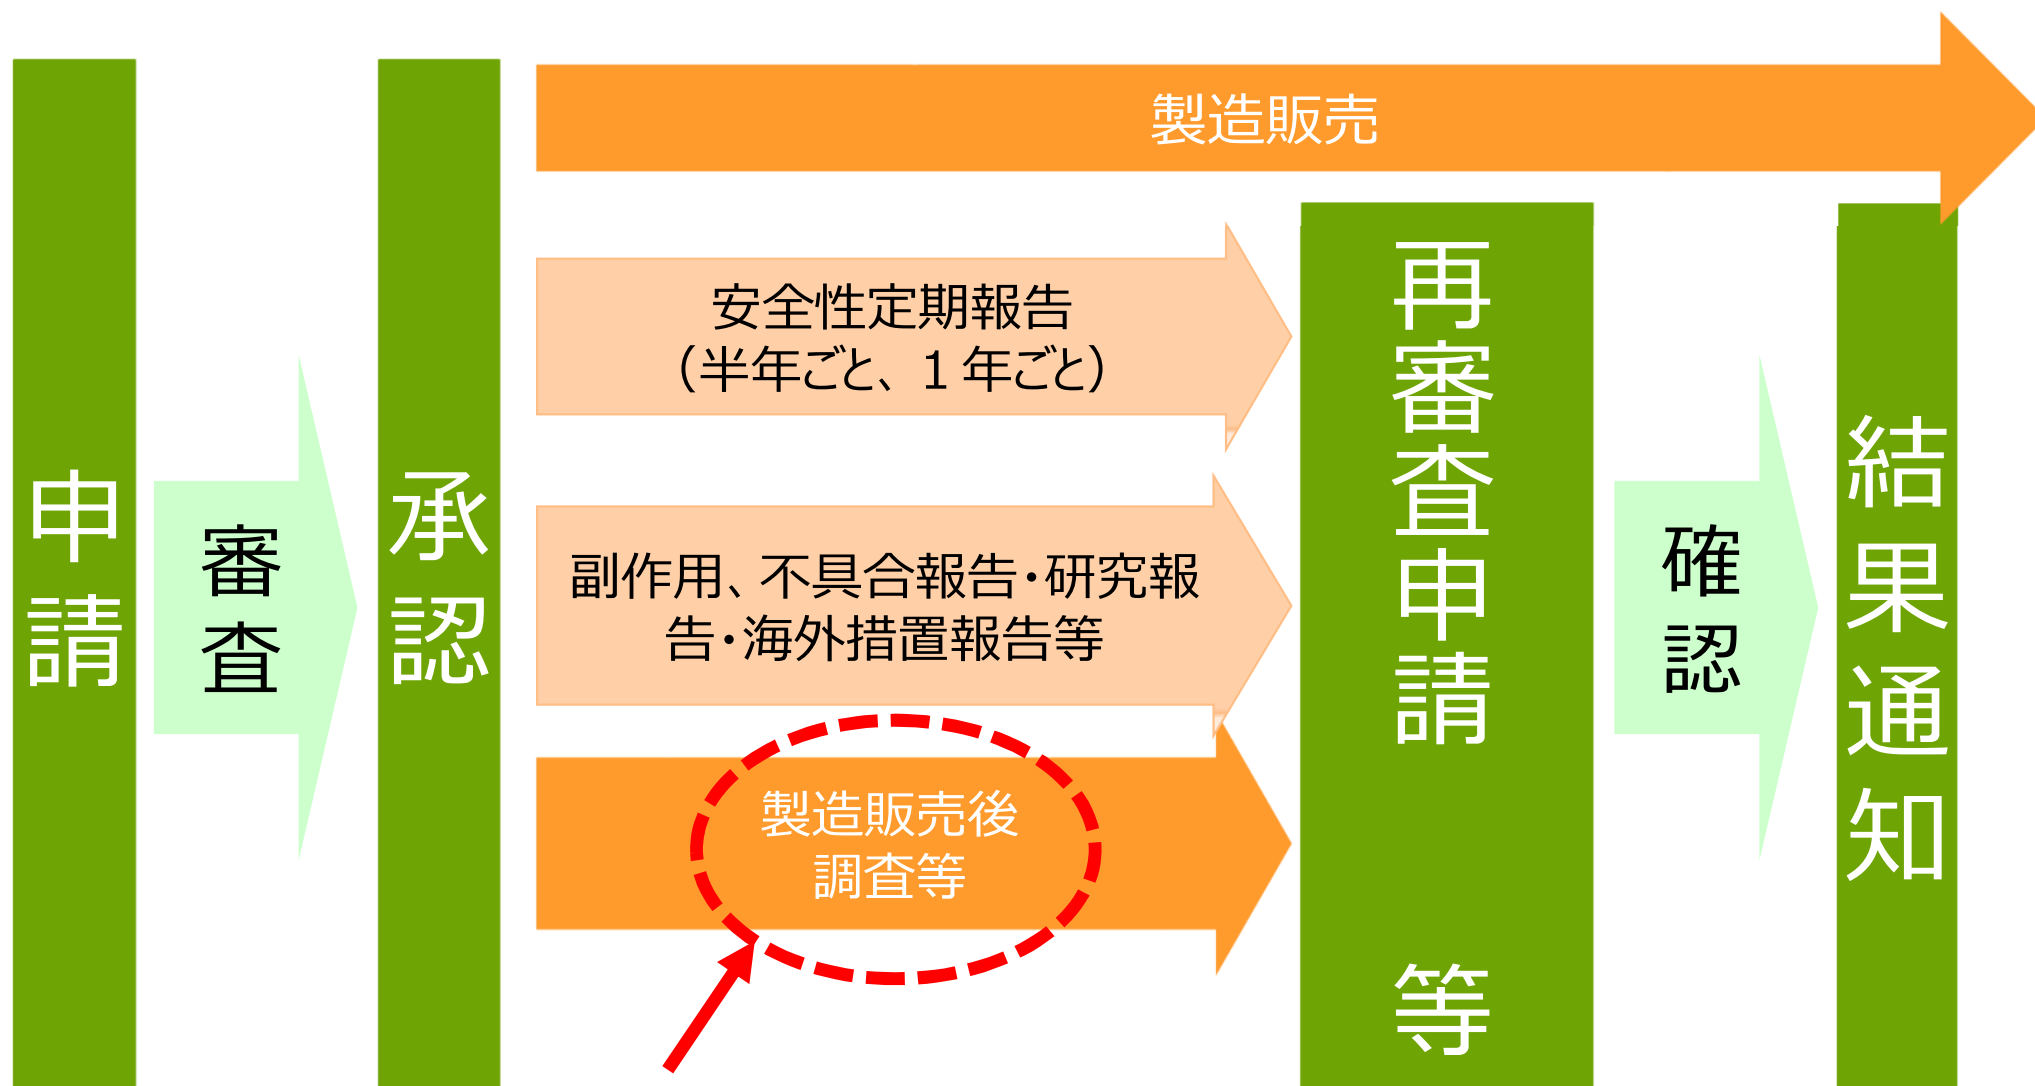 申請
審査
承認
製造販売
安全性定期報告
（半年ごと、１年ごと）
副作用、不具合報告・研究報
告・海外措置報告等
製造販売後
調査等
再審査申請　等
確認
結果通知